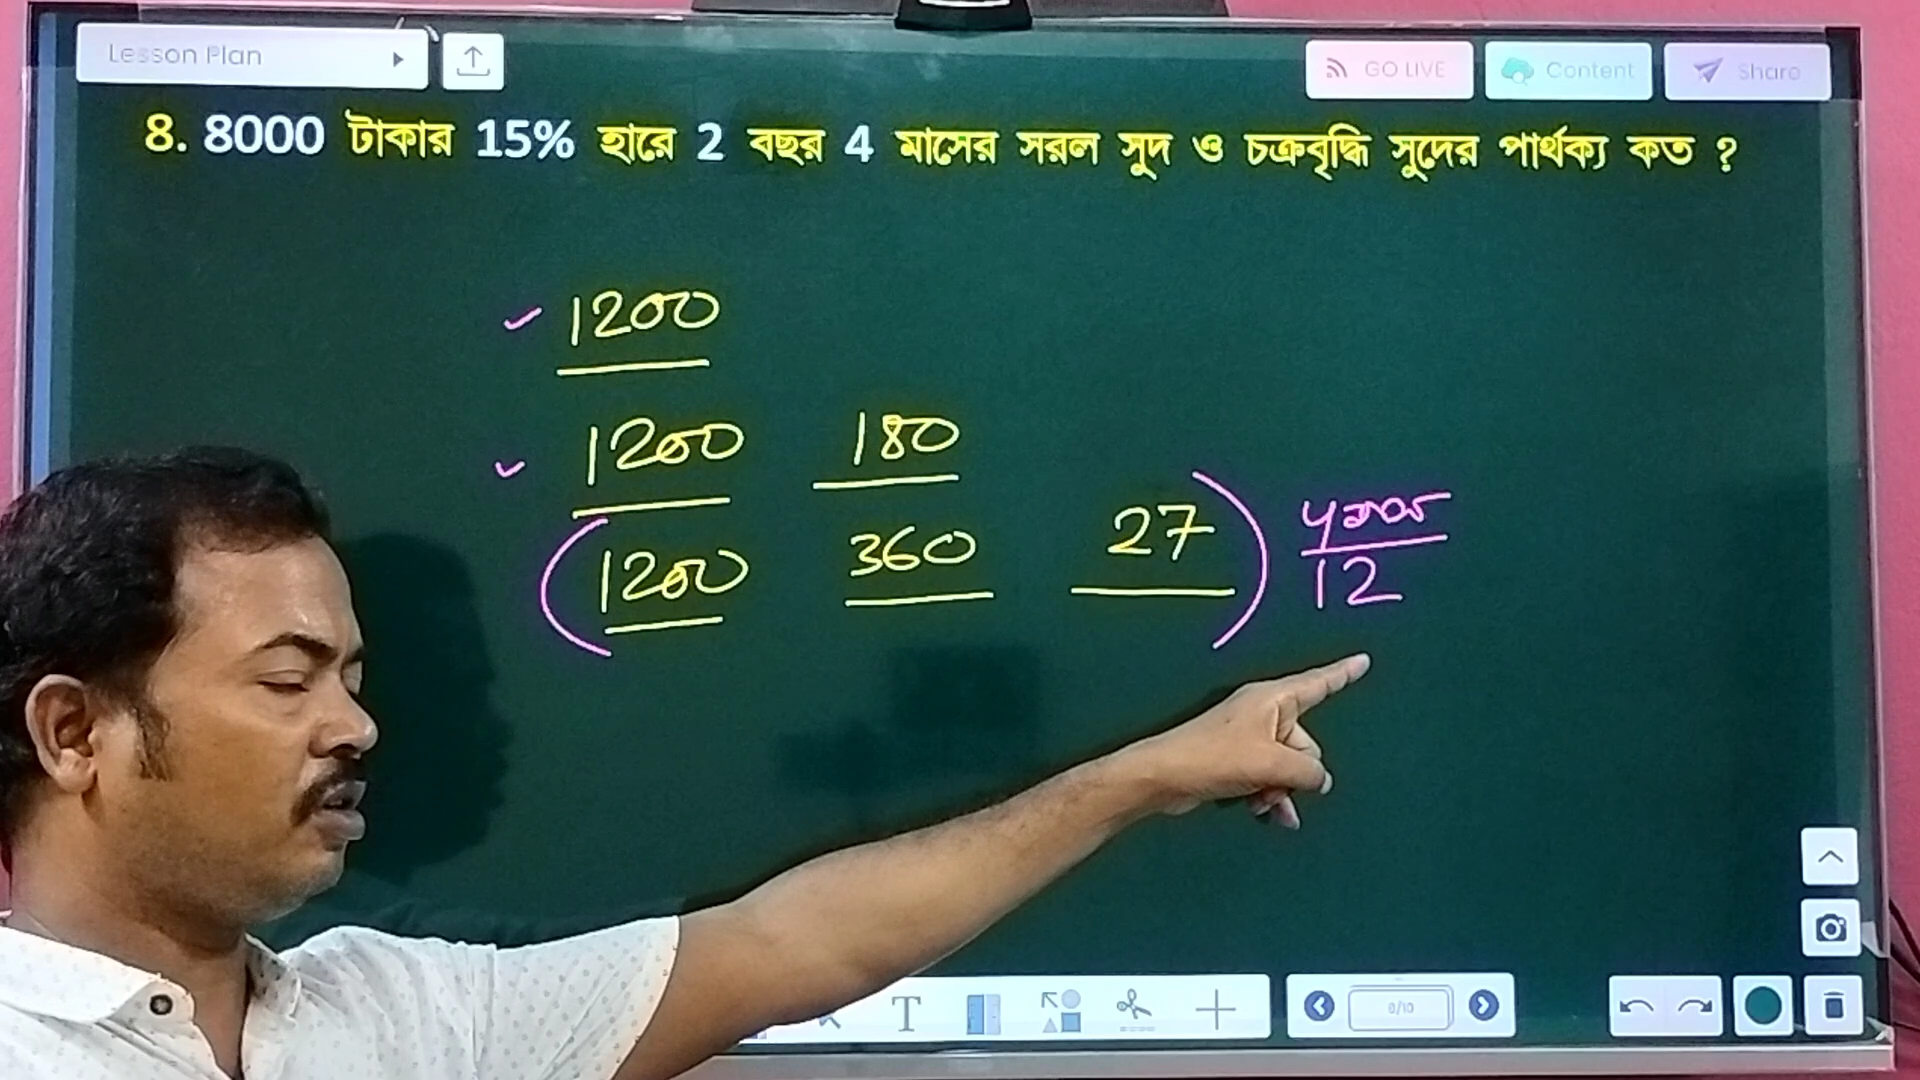 Lesson Plan
GO LIVE
Content
Share
8. 8000 টাকার 15% হারে 2 বছর 4 মাসের সরল সুদ ও চক্রবৃদ্ধি সুদের পার্থক্য কত ?
1200
1200 180
1200 360 27
12
T